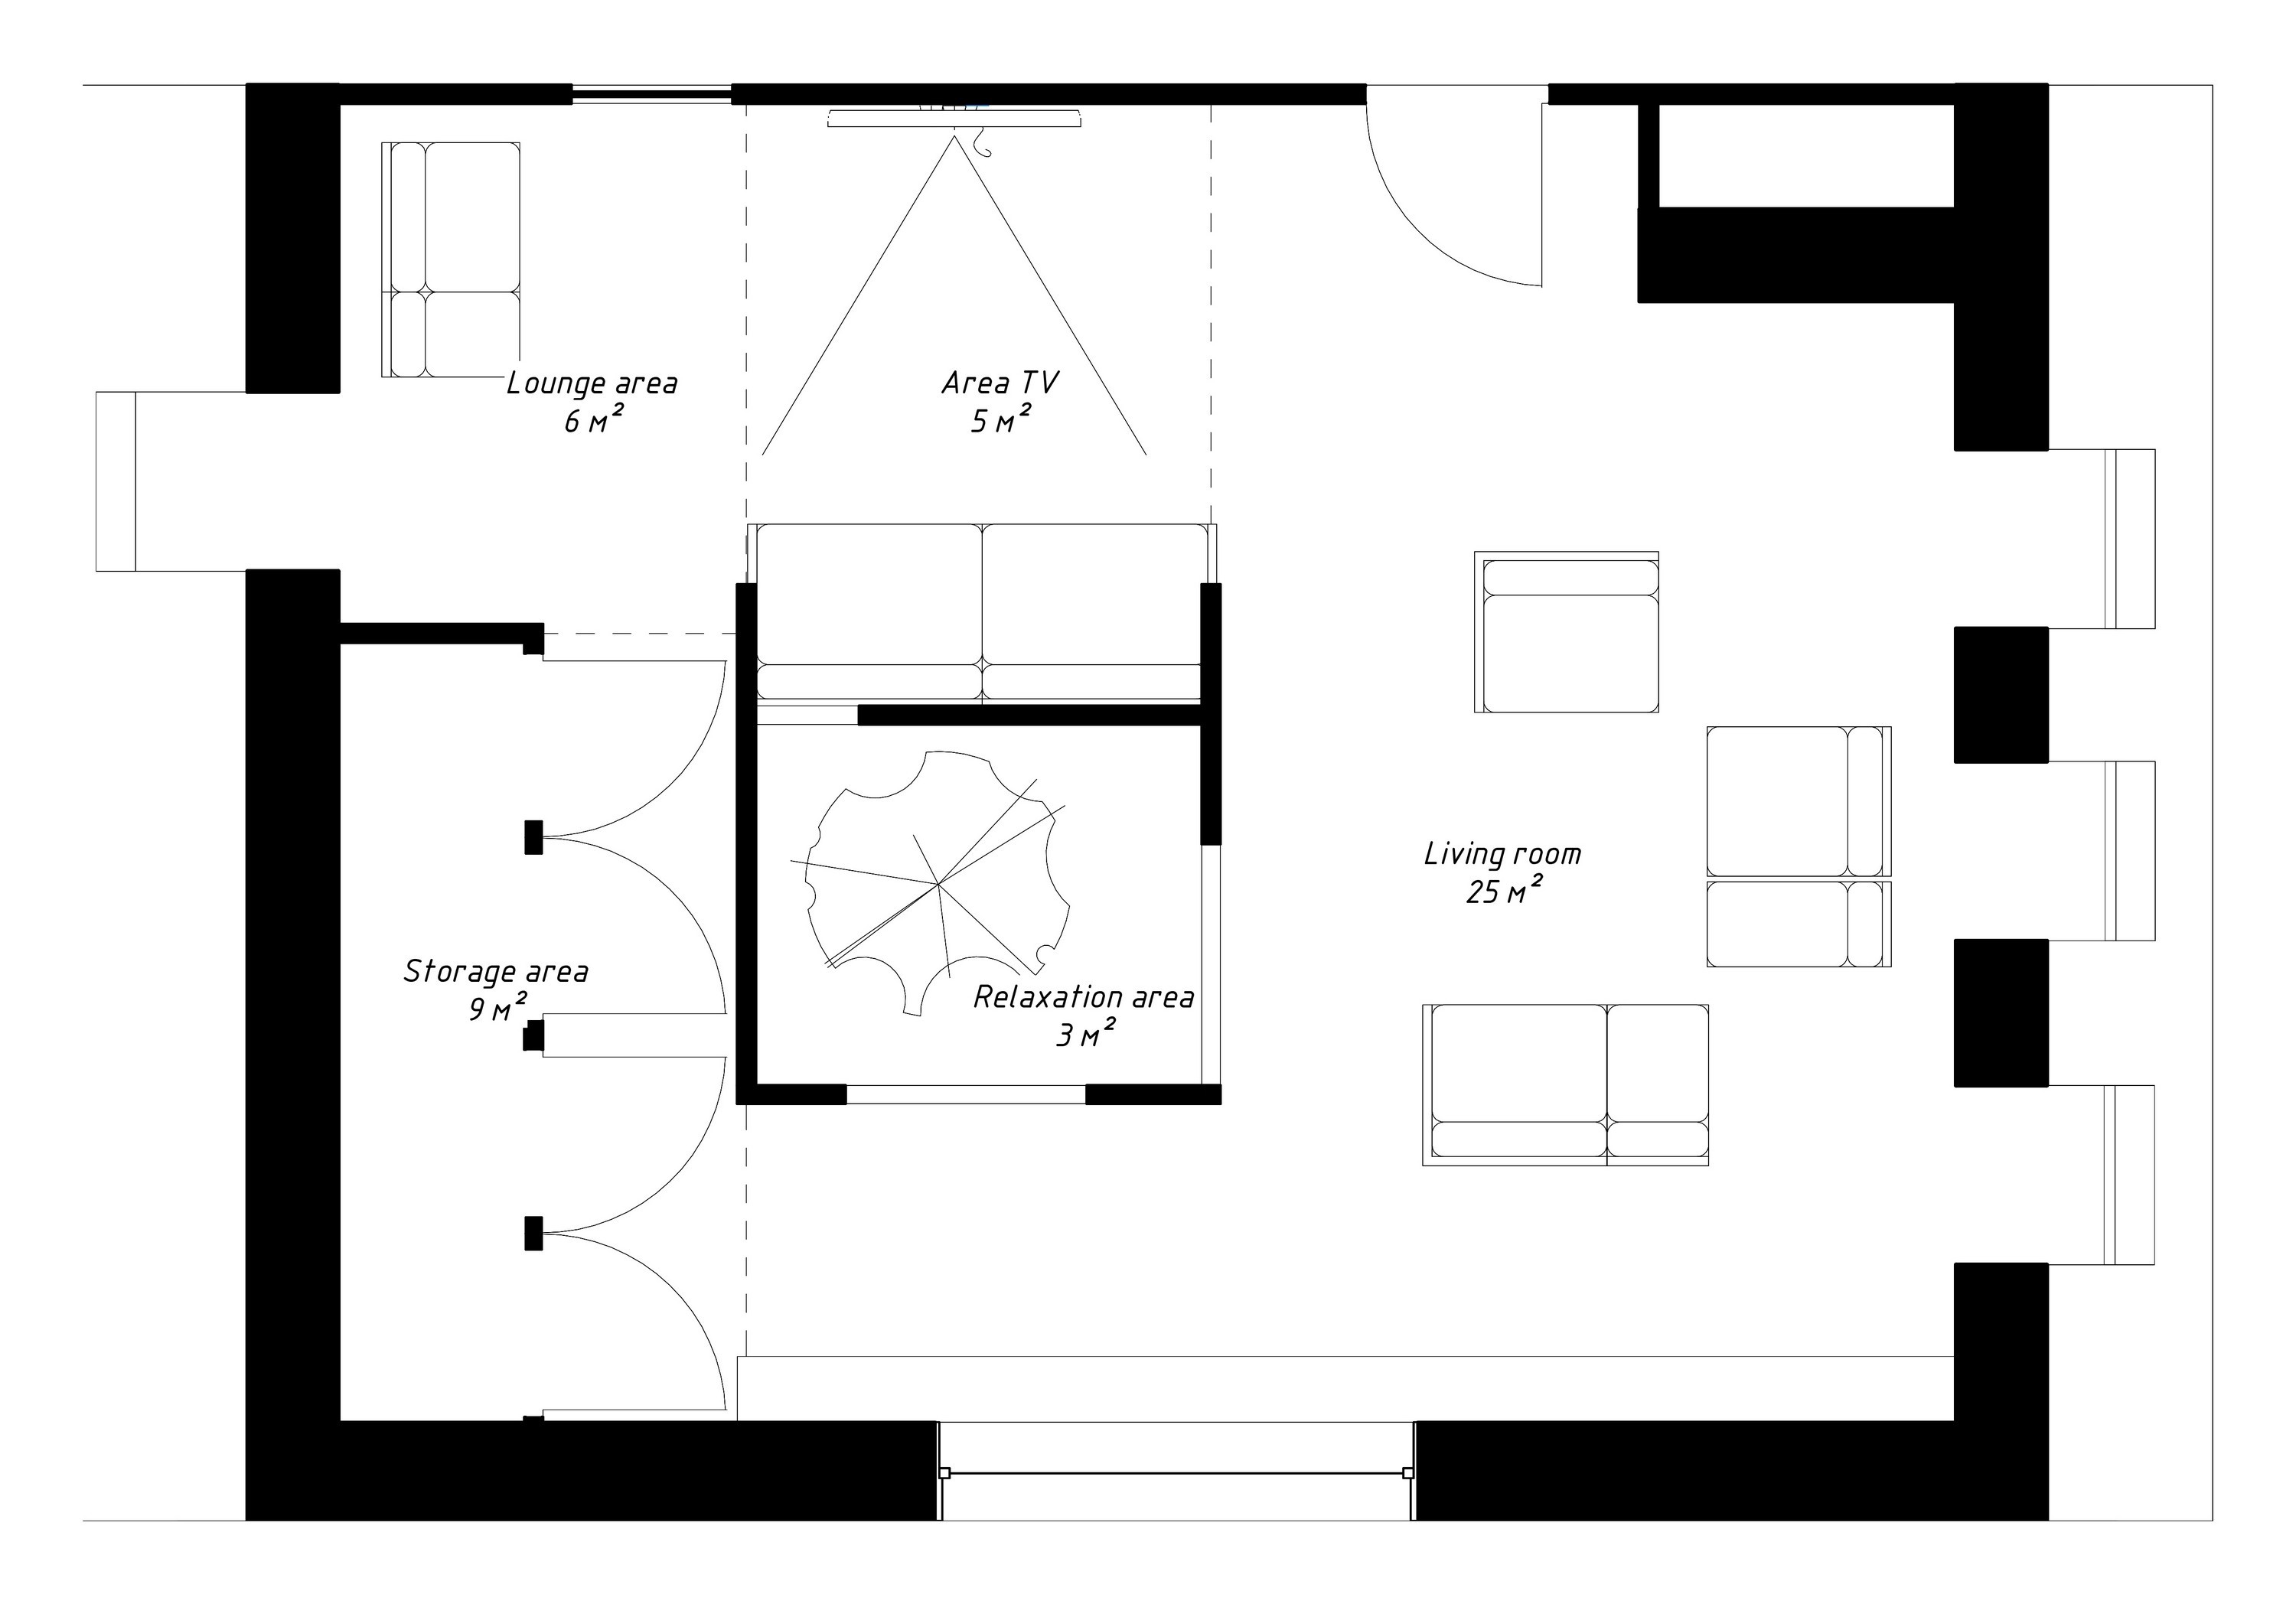 Lounge area
6 м²
Area TV
5 м²
Living room
25 м²
Storage area
9 м²
Relaxation area
3 м²